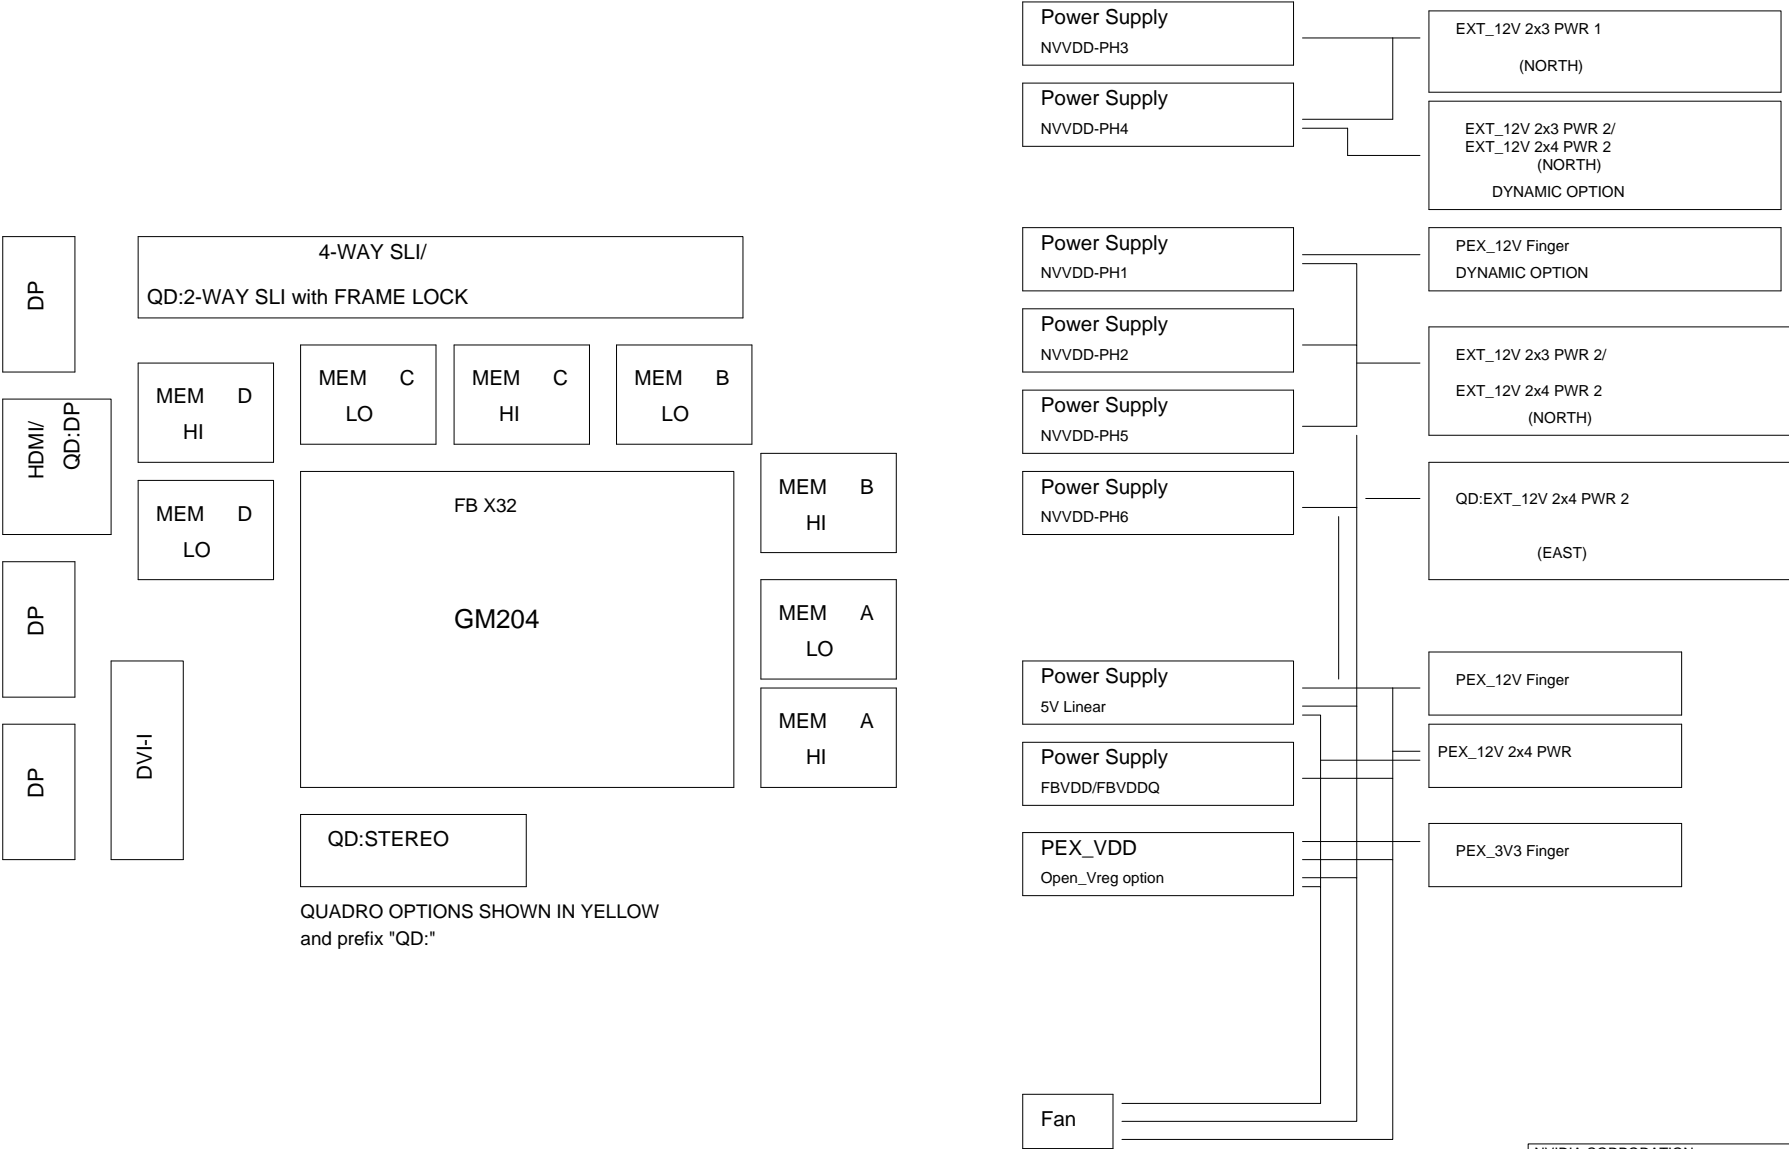 4-WAY SLI/
QD:2-WAY SLI with FRAME LOCK
DP
HDMI/
QD:DP
DP
DP
DVI-I
MEM D
HI
MEM D
LO
MEM C
LO
MEM C
HI
MEM B
LO
MEM B
HI
MEM A
LO
MEM A
HI
FB X32
GM204
QD:STEREO
QUADRO OPTIONS SHOWN IN YELLOW
and prefix "QD:"
Power Supply
NVVDD-PH3
Power Supply
NVVDD-PH4
Power Supply
NVVDD-PH1
Power Supply
NVVDD-PH2
Power Supply
NVVDD-PH5
Power Supply
NVVDD-PH6
Power Supply
5V Linear
Power Supply
FBVDD/FBVDDQ
PEX_VDD
Open_Vreg option
Fan
EXT_12V 2x3 PWR 1
(NORTH)
EXT_12V 2x3 PWR 2/
EXT_12V 2x4 PWR 2
(NORTH)
DYNAMIC OPTION
PEX_12V Finger
DYNAMIC OPTION
EXT_12V 2x3 PWR 2/
EXT_12V 2x4 PWR 2
(NORTH)
QD:EXT_12V 2x4 PWR 2
(EAST)
PEX_12V Finger
PEX_12V 2x4 PWR
PEX_3V3 Finger
NVIDIA CORPORATION